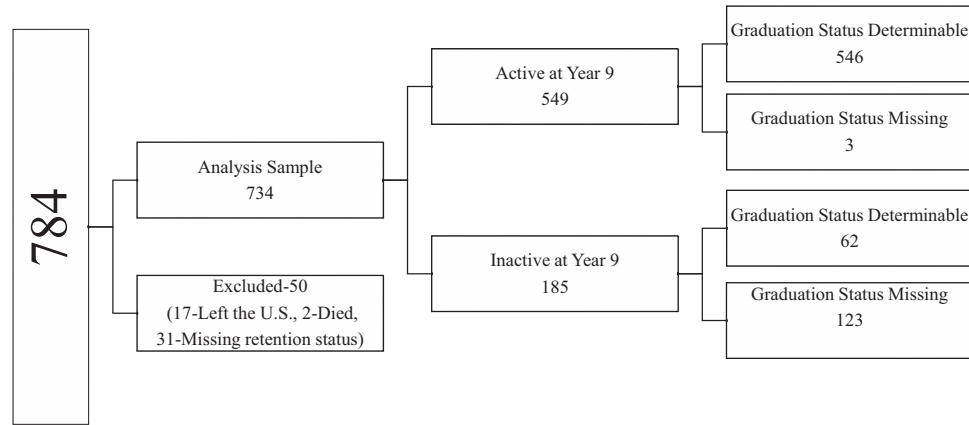 784
Analysis Sample
734
Excluded-50
(17-Left the U.S., 2-Died,
31-Missing retention status)
Active at Year 9
549
Inactive at Year 9
185
Graduation Status Determinable
546
Graduation Status Missing
3
Graduation Status Determinable
62
Graduation Status Missing
123